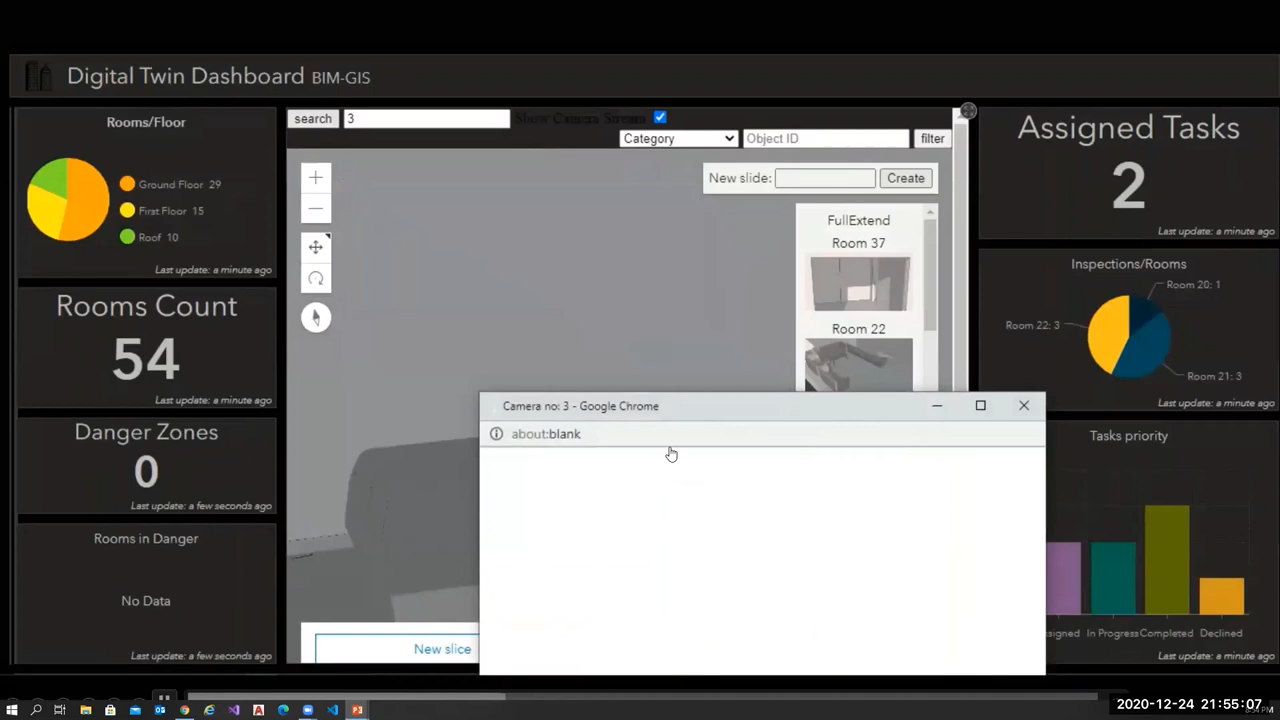 Digital Twin Dashboard BIM-GIS
Rooms/Floor
Ground Floor 29
First Floor 15
Roof 10
Last update: a minute ago
Rooms Count
54
Last update: a minute ago
Danger Zones
0
Last update: a few seconds ago
Rooms in Danger
No Data
Last update: a few seconds ago
search 3 Show Camera Stream
Category Object ID filter
New slide: Create
FullExtend
Room 37
Room 22
New slice
Camera no: 3 - Google Chrome
about:blank
Assigned Tasks
2
Last update: a minute ago
Inspections/Rooms
Room 20: 1
Room 22: 3
Room 21: 3
Last update: a minute ago
Tasks priority
signed In Progress Completed Declined
Last update: a minute ago
2020-12-24 21:55:07